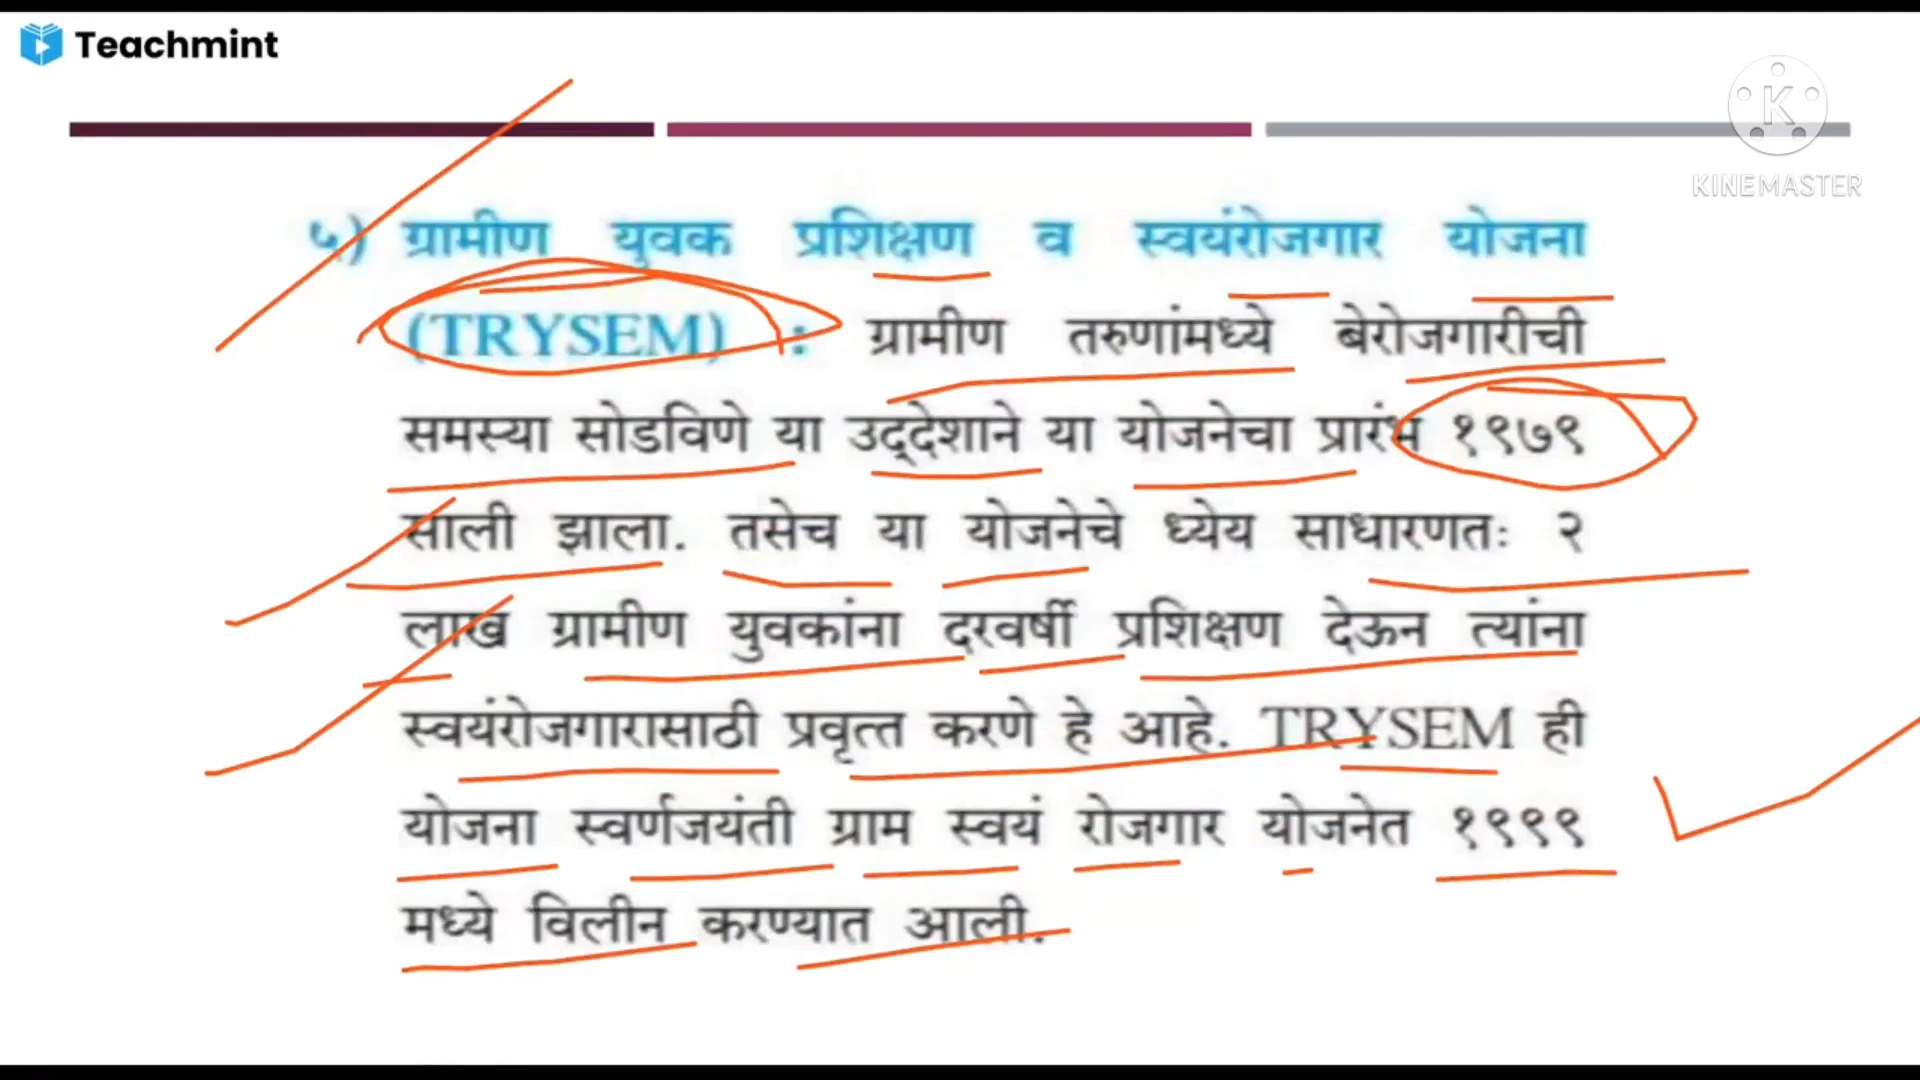 Teachmint
KINEMASTER
५) ग्रामीण युवक प्रशिक्षण व स्वयंरोजगार योजना
(TRYSEM) : ग्रामीण तरुणांमध्ये बेरोजगारीची
समस्या सोडविणे या उद्देशाने या योजनेचा प्रारंभ १९७९
साली झाला. तसेच या योजनेचे ध्येय साधारणतः २
लाख ग्रामीण युवकांना दरवर्षी प्रशिक्षण देऊन त्यांना
स्वयंरोजगारासाठी प्रवृत्त करणे हे आहे. TRYSEM ही
योजना स्वर्णजयंती ग्राम स्वयं रोजगार योजनेत १९९९
मध्ये विलीन करण्यात आली.